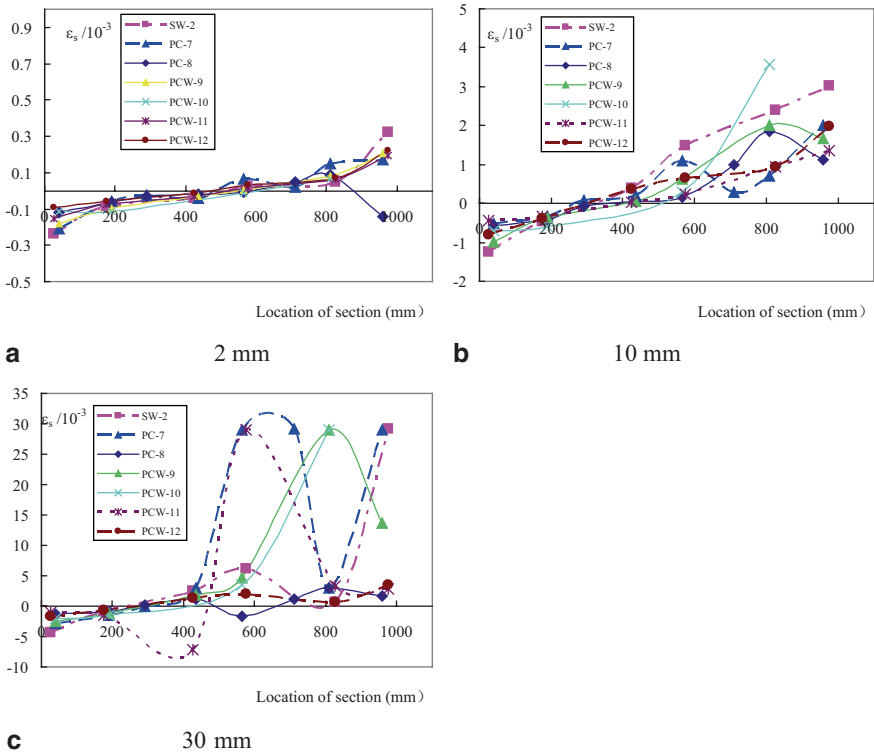 0.9
0.6
0.3
0.1
-0.1
-0.3
-0.5
εs /10-3
SW-2
PC-7
PC-8
PCW-9
PCW-10
PCW-11
PCW-12
0 200 400 600 800 1000
Location of section (mm)
a 2 mm
5
4
3
2
1
0
-1
-2
εs /10-3
SW-2
PC-7
PC-8
PCW-9
PCW-10
PCW-11
PCW-12
0 200 400 600 800 1000
Location of section (mm)
b 10 mm
35
30
25
20
15
10
5
0
-5
-10
εs /10-3
SW-2
PC-7
PC-8
PCW-9
PCW-10
PCW-11
PCW-12
0 200 400 600 800 1000
Location of section (mm)
c 30 mm